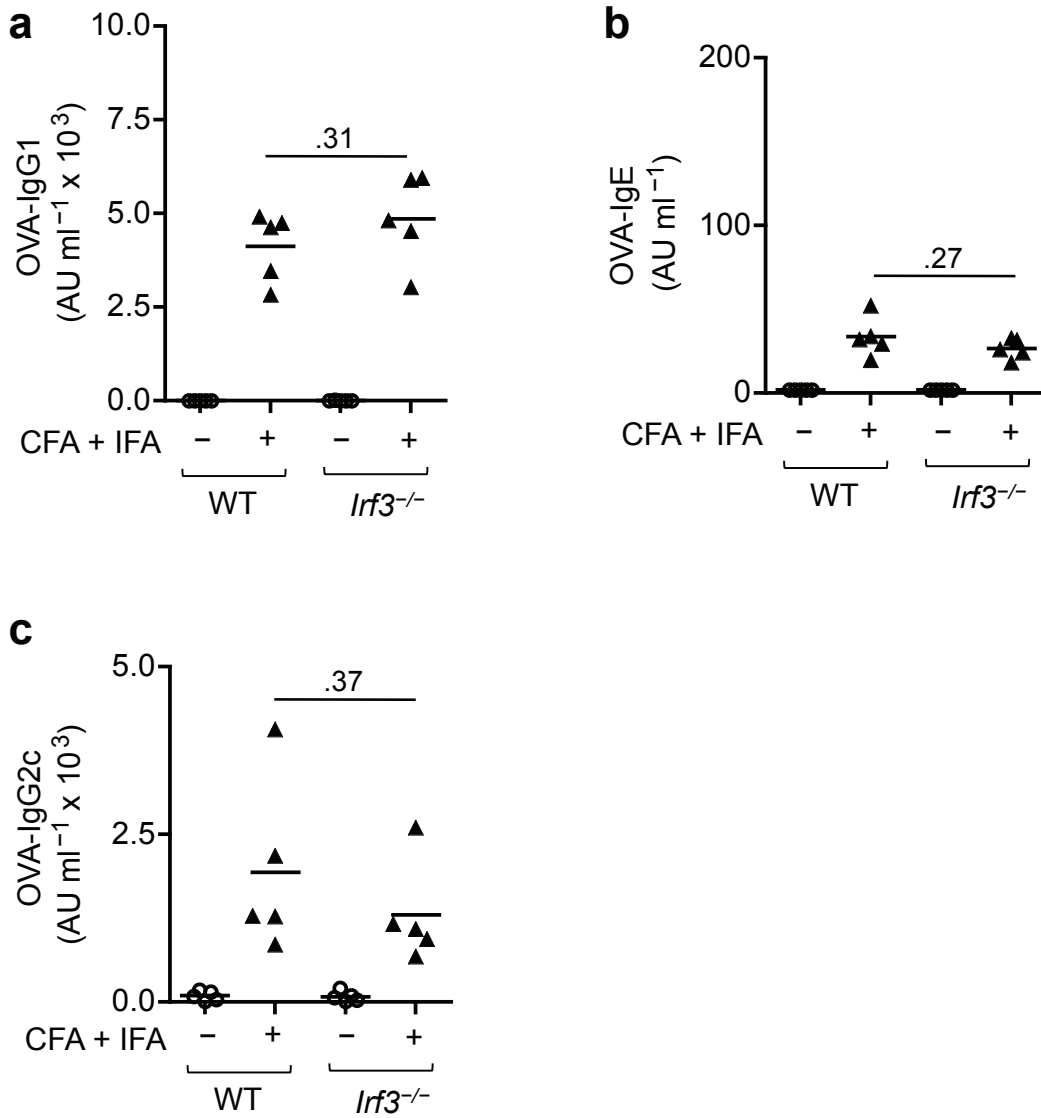 a
10.0
7.5
5.0
2.5
0.0
OVA-IgG1
(AU ml⁻¹ x 10³)
.31
CFA + IFA – + – +
WT Irf3⁻/⁻
b
200
100
0
OVA-IgE
(AU ml⁻¹)
.27
CFA + IFA – + – +
WT Irf3⁻/⁻
c
5.0
2.5
0.0
OVA-IgG2c
(AU ml⁻¹ x 10³)
.37
CFA + IFA – + – +
WT Irf3⁻/⁻